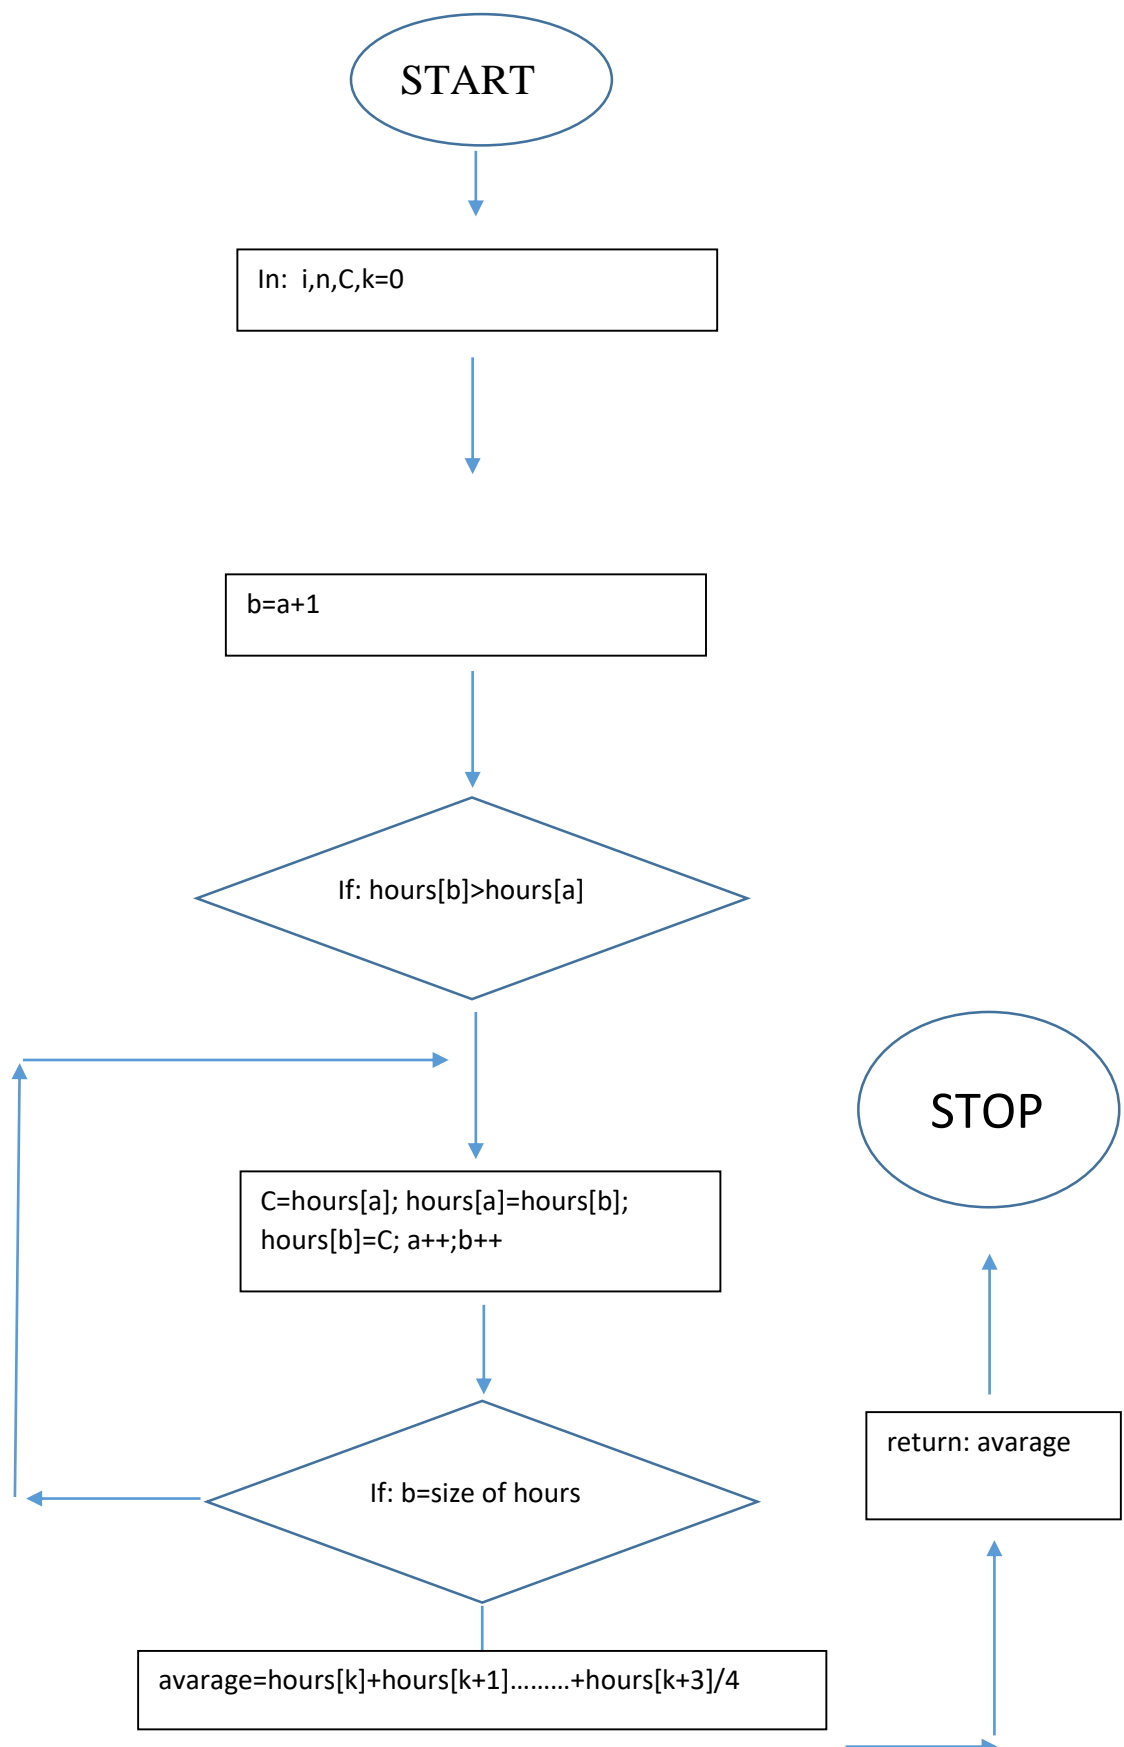 START
In:  i,n,C,k=0
b=a+1
If: hours[b]>hours[a]
C=hours[a]; hours[a]=hours[b];
hours[b]=C; a++;b++
If: b=size of hours
avarage=hours[k]+hours[k+1].........+hours[k+3]/4
return: avarage
STOP